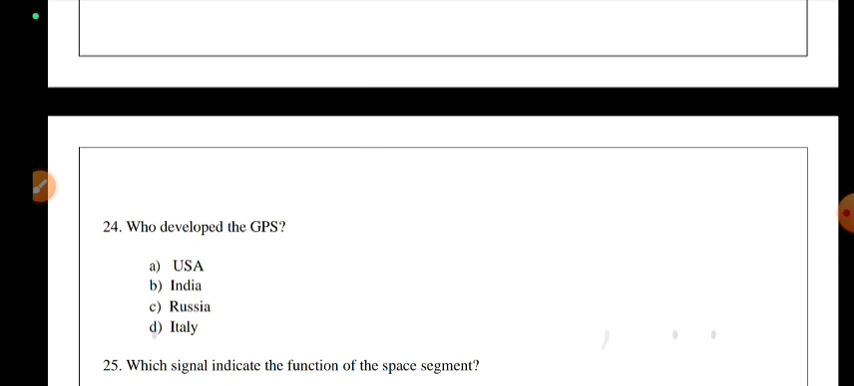 24. Who developed the GPS?
a) USA
b) India
c) Russia
d) Italy
25. Which signal indicate the function of the space segment?